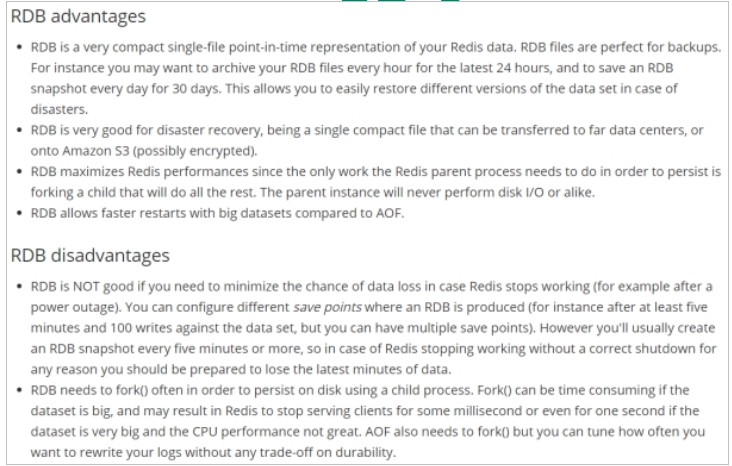 RDB advantages
• RDB is a very compact single-file point-in-time representation of your Redis data. RDB files are perfect for backups.
For instance you may want to archive your RDB files every hour for the latest 24 hours, and to save an RDB
snapshot every day for 30 days. This allows you to easily restore different versions of the data set in case of
disasters.
• RDB is very good for disaster recovery, being a single compact file that can be transferred to far data centers, or
onto Amazon S3 (possibly encrypted).
• RDB maximizes Redis performances since the only work the Redis parent process needs to do in order to persist is
forking a child that will do all the rest. The parent instance will never perform disk I/O or alike.
• RDB allows faster restarts with big datasets compared to AOF.
RDB disadvantages
• RDB is NOT good if you need to minimize the chance of data loss in case Redis stops working (for example after a
power outage). You can configure different save points where an RDB is produced (for instance after at least five
minutes and 100 writes against the data set, but you can have multiple save points). However you'll usually create
an RDB snapshot every five minutes or more, so in case of Redis stopping working without a correct shutdown for
any reason you should be prepared to lose the latest minutes of data.
• RDB needs to fork() often in order to persist on disk using a child process. Fork() can be time consuming if the
dataset is big, and may result in Redis to stop serving clients for some millisecond or even for one second if the
dataset is very big and the CPU performance not great. AOF also needs to fork() but you can tune how often you
want to rewrite your logs without any trade-off on durability.